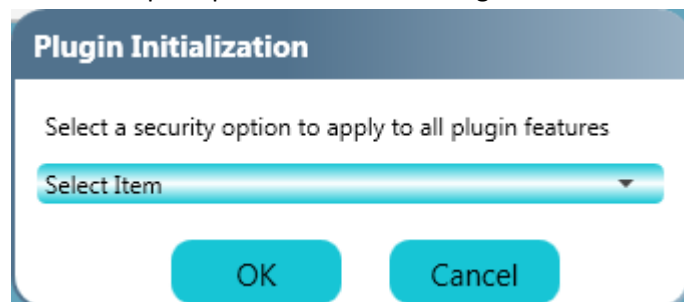 Plugin Initialization
Select a security option to apply to all plugin features
Select Item
OK
Cancel